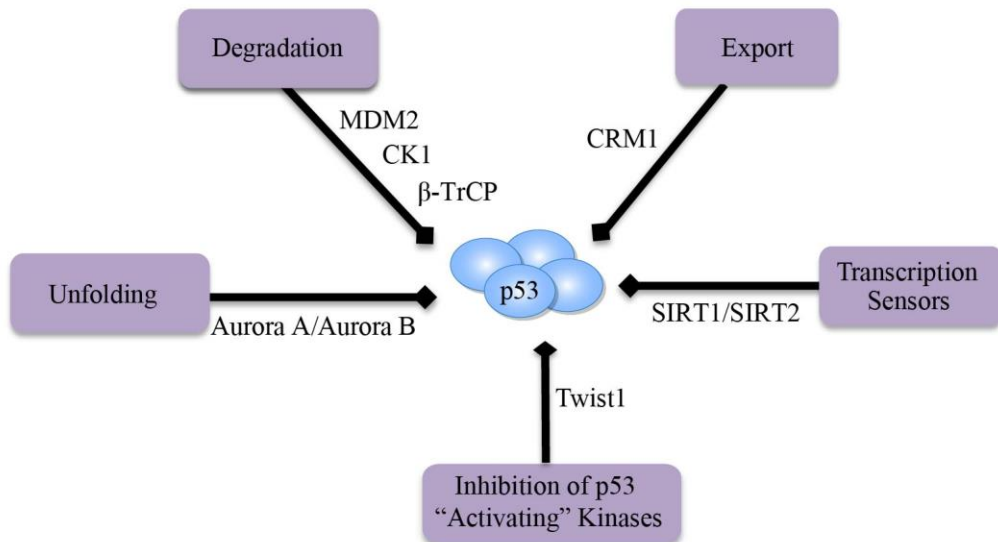 Degradation
Export
MDM2
CK1
β-TrCP
CRM1
Unfolding
p53
Transcription
Sensors
Aurora A/Aurora B
SIRT1/SIRT2
Twist1
Inhibition of p53
“Activating” Kinases